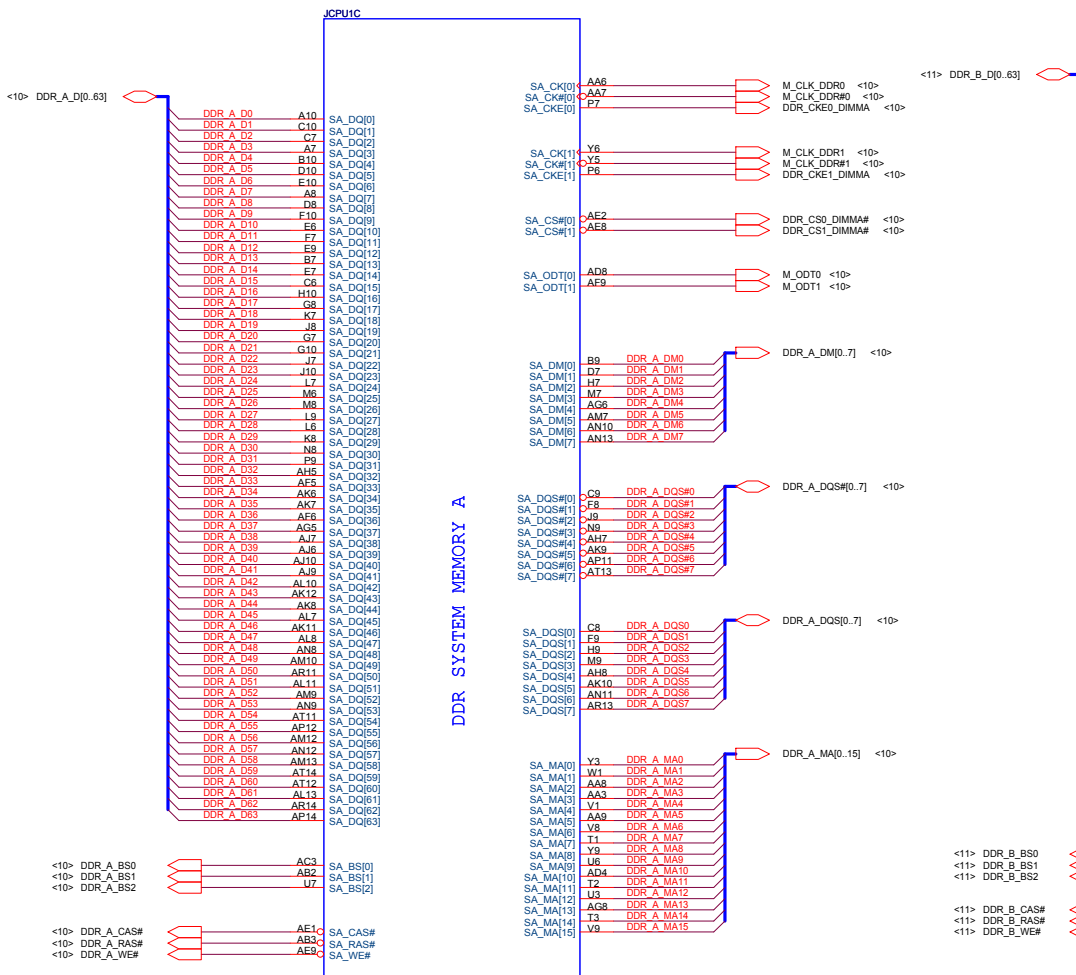 JCPU1C
<10> DDR_A_D[0..63]
DDR_A_D0 A10 SA_DQ[0]
DDR_A_D1 C10 SA_DQ[1]
DDR_A_D2 C7 SA_DQ[2]
DDR_A_D3 A7 SA_DQ[3]
DDR_A_D4 B10 SA_DQ[4]
DDR_A_D5 D10 SA_DQ[5]
DDR_A_D6 E10 SA_DQ[6]
DDR_A_D7 A8 SA_DQ[7]
DDR_A_D8 D8 SA_DQ[8]
DDR_A_D9 F10 SA_DQ[9]
DDR_A_D10 E6 SA_DQ[10]
DDR_A_D11 F7 SA_DQ[11]
DDR_A_D12 E9 SA_DQ[12]
DDR_A_D13 B7 SA_DQ[13]
DDR_A_D14 E7 SA_DQ[14]
DDR_A_D15 C6 SA_DQ[15]
DDR_A_D16 H10 SA_DQ[16]
DDR_A_D17 G8 SA_DQ[17]
DDR_A_D18 K7 SA_DQ[18]
DDR_A_D19 J8 SA_DQ[19]
DDR_A_D20 G7 SA_DQ[20]
DDR_A_D21 G10 SA_DQ[21]
DDR_A_D22 J7 SA_DQ[22]
DDR_A_D23 J10 SA_DQ[23]
DDR_A_D24 L7 SA_DQ[24]
DDR_A_D25 M6 SA_DQ[25]
DDR_A_D26 M8 SA_DQ[26]
DDR_A_D27 L9 SA_DQ[27]
DDR_A_D28 L6 SA_DQ[28]
DDR_A_D29 K8 SA_DQ[29]
DDR_A_D30 N8 SA_DQ[30]
DDR_A_D31 P9 SA_DQ[31]
DDR_A_D32 AH5 SA_DQ[32]
DDR_A_D33 AF5 SA_DQ[33]
DDR_A_D34 AK6 SA_DQ[34]
DDR_A_D35 AK7 SA_DQ[35]
DDR_A_D36 AF6 SA_DQ[36]
DDR_A_D37 AG5 SA_DQ[37]
DDR_A_D38 AJ7 SA_DQ[38]
DDR_A_D39 AJ6 SA_DQ[39]
DDR_A_D40 AJ10 SA_DQ[40]
DDR_A_D41 AJ9 SA_DQ[41]
DDR_A_D42 AL10 SA_DQ[42]
DDR_A_D43 AK12 SA_DQ[43]
DDR_A_D44 AK8 SA_DQ[44]
DDR_A_D45 AL7 SA_DQ[45]
DDR_A_D46 AK11 SA_DQ[46]
DDR_A_D47 AL8 SA_DQ[47]
DDR_A_D48 AN8 SA_DQ[48]
DDR_A_D49 AM10 SA_DQ[49]
DDR_A_D50 AR11 SA_DQ[50]
DDR_A_D51 AL11 SA_DQ[51]
DDR_A_D52 AM9 SA_DQ[52]
DDR_A_D53 AN9 SA_DQ[53]
DDR_A_D54 AT11 SA_DQ[54]
DDR_A_D55 AP12 SA_DQ[55]
DDR_A_D56 AM12 SA_DQ[56]
DDR_A_D57 AN12 SA_DQ[57]
DDR_A_D58 AM13 SA_DQ[58]
DDR_A_D59 AT14 SA_DQ[59]
DDR_A_D60 AT12 SA_DQ[60]
DDR_A_D61 AL13 SA_DQ[61]
DDR_A_D62 AR14 SA_DQ[62]
DDR_A_D63 AP14 SA_DQ[63]
<10> DDR_A_BS0 AC3 SA_BS[0]
<10> DDR_A_BS1 AB2 SA_BS[1]
<10> DDR_A_BS2 U7 SA_BS[2]
<10> DDR_A_CAS# AE1 SA_CAS#
<10> DDR_A_RAS# AB3 SA_RAS#
<10> DDR_A_WE# AE9 SA_WE#
DDR SYSTEM MEMORY A
SA_CK[0] AA6 M_CLK_DDR0 <10>
SA_CK#[0] AA7 M_CLK_DDR#0 <10>
SA_CKE[0] P7 DDR_CKE0_DIMMA <10>
SA_CK[1] Y6 M_CLK_DDR1 <10>
SA_CK#[1] Y5 M_CLK_DDR#1 <10>
SA_CKE[1] P6 DDR_CKE1_DIMMA <10>
SA_CS#[0] AE2 DDR_CS0_DIMMA# <10>
SA_CS#[1] AE8 DDR_CS1_DIMMA# <10>
SA_ODT[0] AD8 M_ODT0 <10>
SA_ODT[1] AF9 M_ODT1 <10>
DDR_A_DM[0..7] <10>
SA_DM[0] B9 DDR_A_DM0
SA_DM[1] D7 DDR_A_DM1
SA_DM[2] H7 DDR_A_DM2
SA_DM[3] M7 DDR_A_DM3
SA_DM[4] AG6 DDR_A_DM4
SA_DM[5] AM7 DDR_A_DM5
SA_DM[6] AN10 DDR_A_DM6
SA_DM[7] AN13 DDR_A_DM7
DDR_A_DQS#[0..7] <10>
SA_DQS#[0] C9 DDR_A_DQS#0
SA_DQS#[1] F8 DDR_A_DQS#1
SA_DQS#[2] J9 DDR_A_DQS#2
SA_DQS#[3] N9 DDR_A_DQS#3
SA_DQS#[4] AH7 DDR_A_DQS#4
SA_DQS#[5] AK9 DDR_A_DQS#5
SA_DQS#[6] AP11 DDR_A_DQS#6
SA_DQS#[7] AT13 DDR_A_DQS#7
DDR_A_DQS[0..7] <10>
SA_DQS[0] C8 DDR_A_DQS0
SA_DQS[1] F9 DDR_A_DQS1
SA_DQS[2] H9 DDR_A_DQS2
SA_DQS[3] M9 DDR_A_DQS3
SA_DQS[4] AH8 DDR_A_DQS4
SA_DQS[5] AK10 DDR_A_DQS5
SA_DQS[6] AN11 DDR_A_DQS6
SA_DQS[7] AR13 DDR_A_DQS7
DDR_A_MA[0..15] <10>
SA_MA[0] Y3 DDR_A_MA0
SA_MA[1] W1 DDR_A_MA1
SA_MA[2] AA8 DDR_A_MA2
SA_MA[3] AA3 DDR_A_MA3
SA_MA[4] V1 DDR_A_MA4
SA_MA[5] AA9 DDR_A_MA5
SA_MA[6] V8 DDR_A_MA6
SA_MA[7] T1 DDR_A_MA7
SA_MA[8] Y9 DDR_A_MA8
SA_MA[9] U6 DDR_A_MA9
SA_MA[10] AD4 DDR_A_MA10
SA_MA[11] T2 DDR_A_MA11
SA_MA[12] U3 DDR_A_MA12
SA_MA[13] AG8 DDR_A_MA13
SA_MA[14] T3 DDR_A_MA14
SA_MA[15] V9 DDR_A_MA15
<11> DDR_B_D[0..63]
<11> DDR_B_BS0
<11> DDR_B_BS1
<11> DDR_B_BS2
<11> DDR_B_CAS#
<11> DDR_B_RAS#
<11> DDR_B_WE#